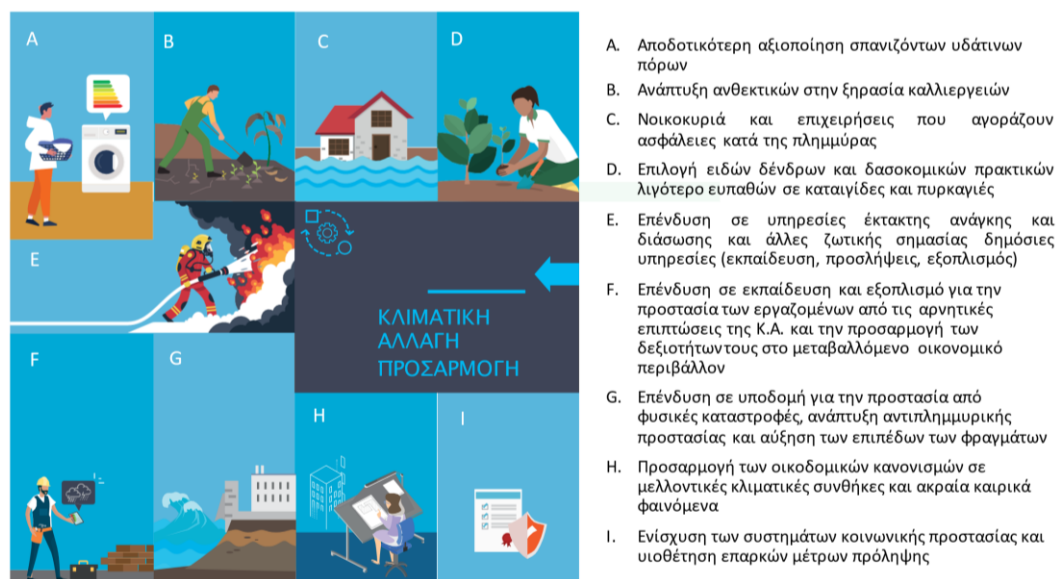 A
B
C
D
E
ΚΛΙΜΑΤΙΚΗ
ΑΛΛΑΓΗ
ΠΡΟΣΑΡΜΟΓΗ
F
G
H
I
A. Αποδοτικότερη αξιοποίηση σπανιζόντων υδάτινων
πόρων
B. Ανάπτυξη ανθεκτικών στην ξηρασία καλλιεργειών
C. Νοικοκυριά και επιχειρήσεις που αγοράζουν
ασφάλειες κατά της πλημμύρας
D. Επιλογή ειδών δένδρων και δασοκομικών πρακτικών
λιγότερο ευπαθών σε καταιγίδες και πυρκαγιές
E. Επένδυση σε υπηρεσίες έκτακτης ανάγκης και
διάσωσης και άλλες ζωτικής σημασίας δημόσιες
υπηρεσίες (εκπαίδευση, προσλήψεις, εξοπλισμός)
F. Επένδυση σε εκπαίδευση και εξοπλισμό για την
προστασία των εργαζομένων από τις αρνητικές
επιπτώσεις της Κ.Α. και την προσαρμογή των
δεξιοτήτων τους στο μεταβαλλόμενο οικονομικό
περιβάλλον
G. Επένδυση σε υποδομή για την προστασία από
φυσικές καταστροφές, ανάπτυξη αντιπλημμυρικής
προστασίας και αύξηση των επιπέδων των φραγμάτων
H. Προσαρμογή των οικοδομικών κανονισμών σε
μελλοντικές κλιματικές συνθήκες και ακραία καιρικά
φαινόμενα
I. Ενίσχυση των συστημάτων κοινωνικής προστασίας και
υιοθέτηση επαρκών μέτρων πρόληψης